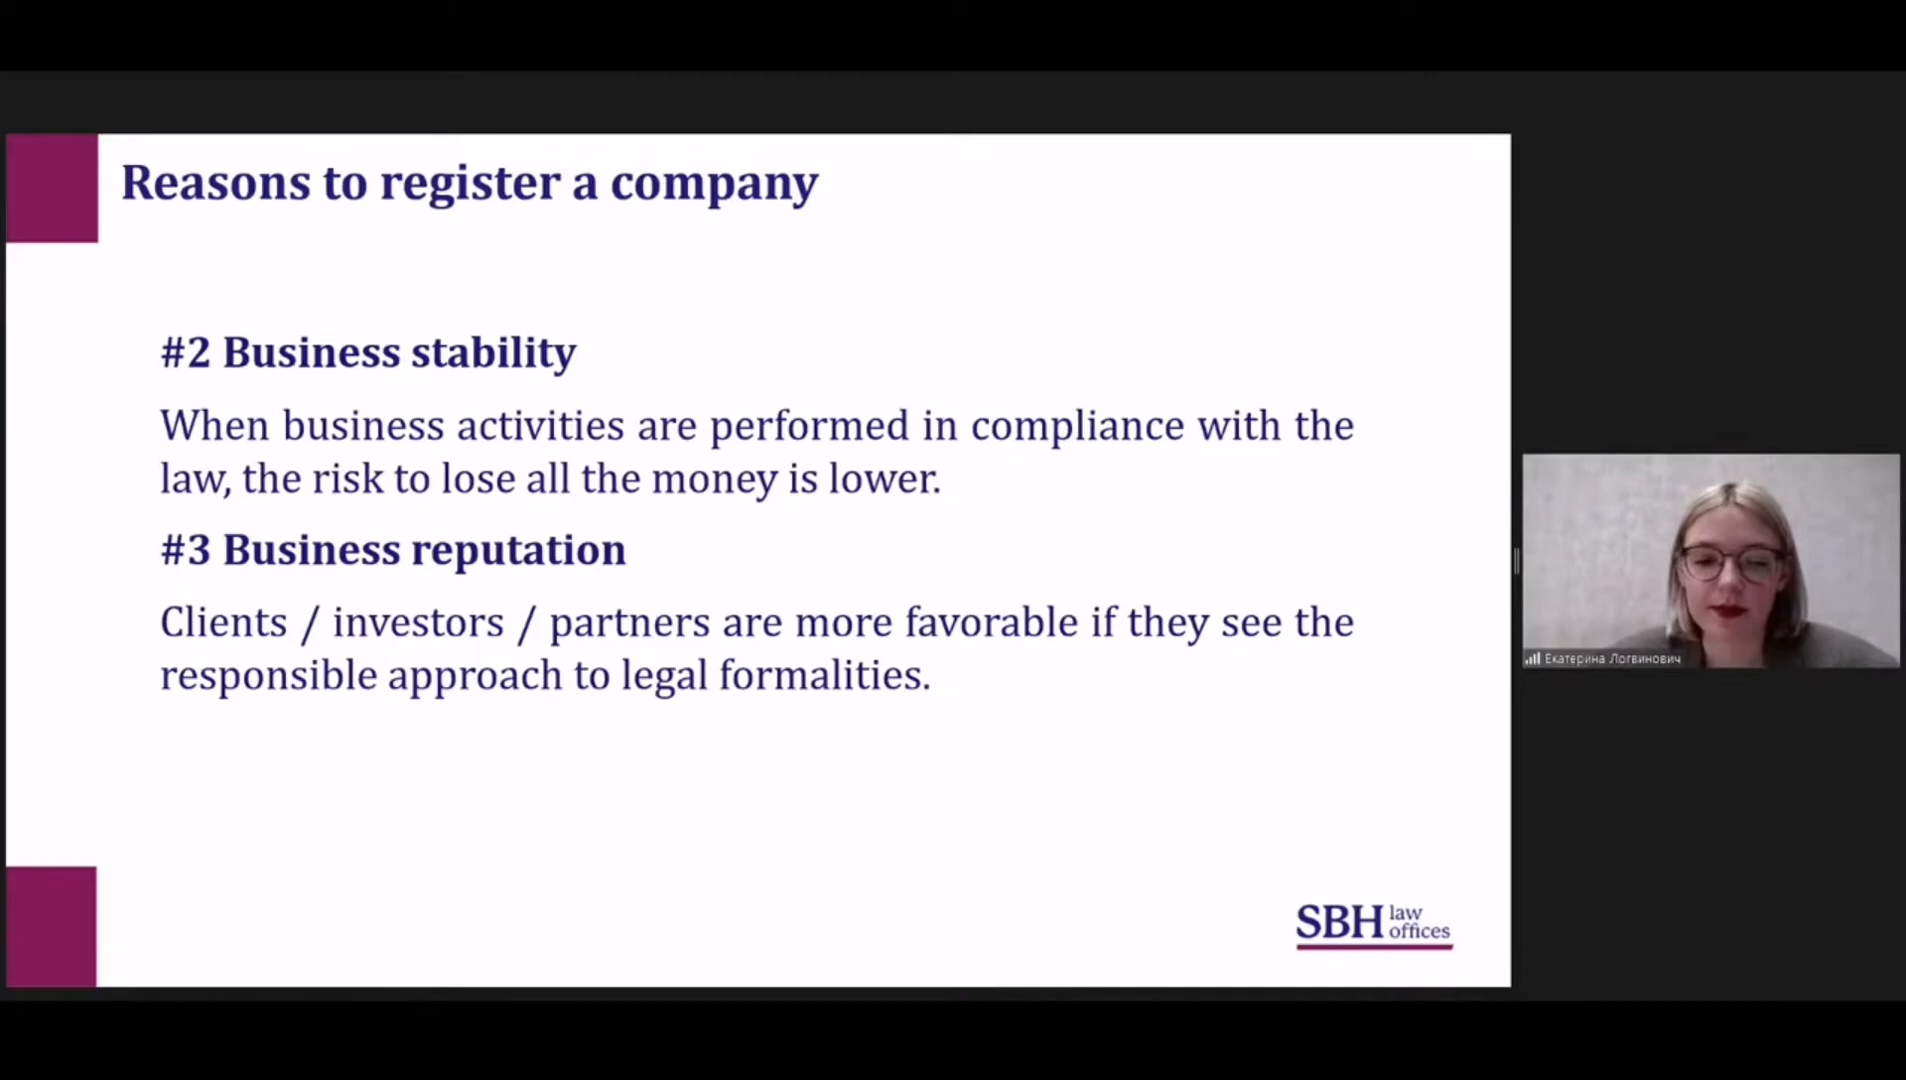 Reasons to register a company
#2 Business stability
When business activities are performed in compliance with the
law, the risk to lose all the money is lower.
#3 Business reputation
Clients / investors / partners are more favorable if they see the
responsible approach to legal formalities.
SBH law
offices
Екатерина Логвинович